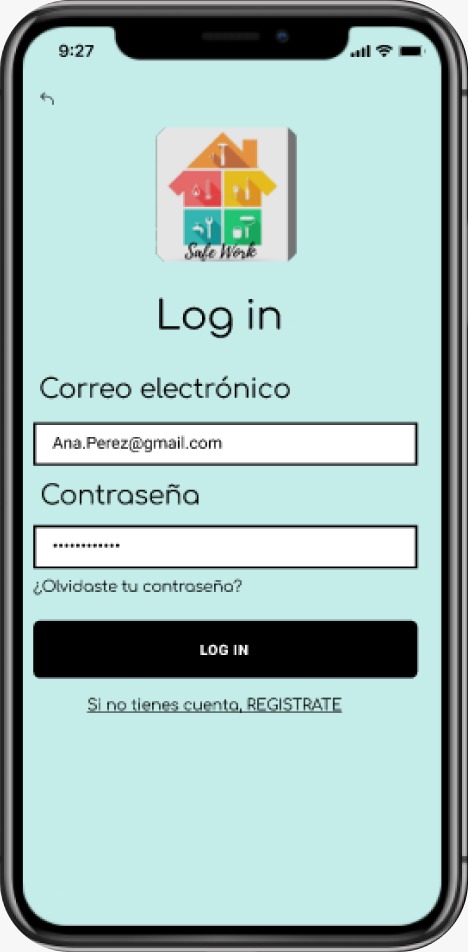 9:27
Safe Work
Log in
Correo electrónico
Ana.Perez@gmail.com
Contraseña
••••••••••••
¿Olvidaste tu contraseña?
LOG IN
Si no tienes cuenta, REGISTRATE